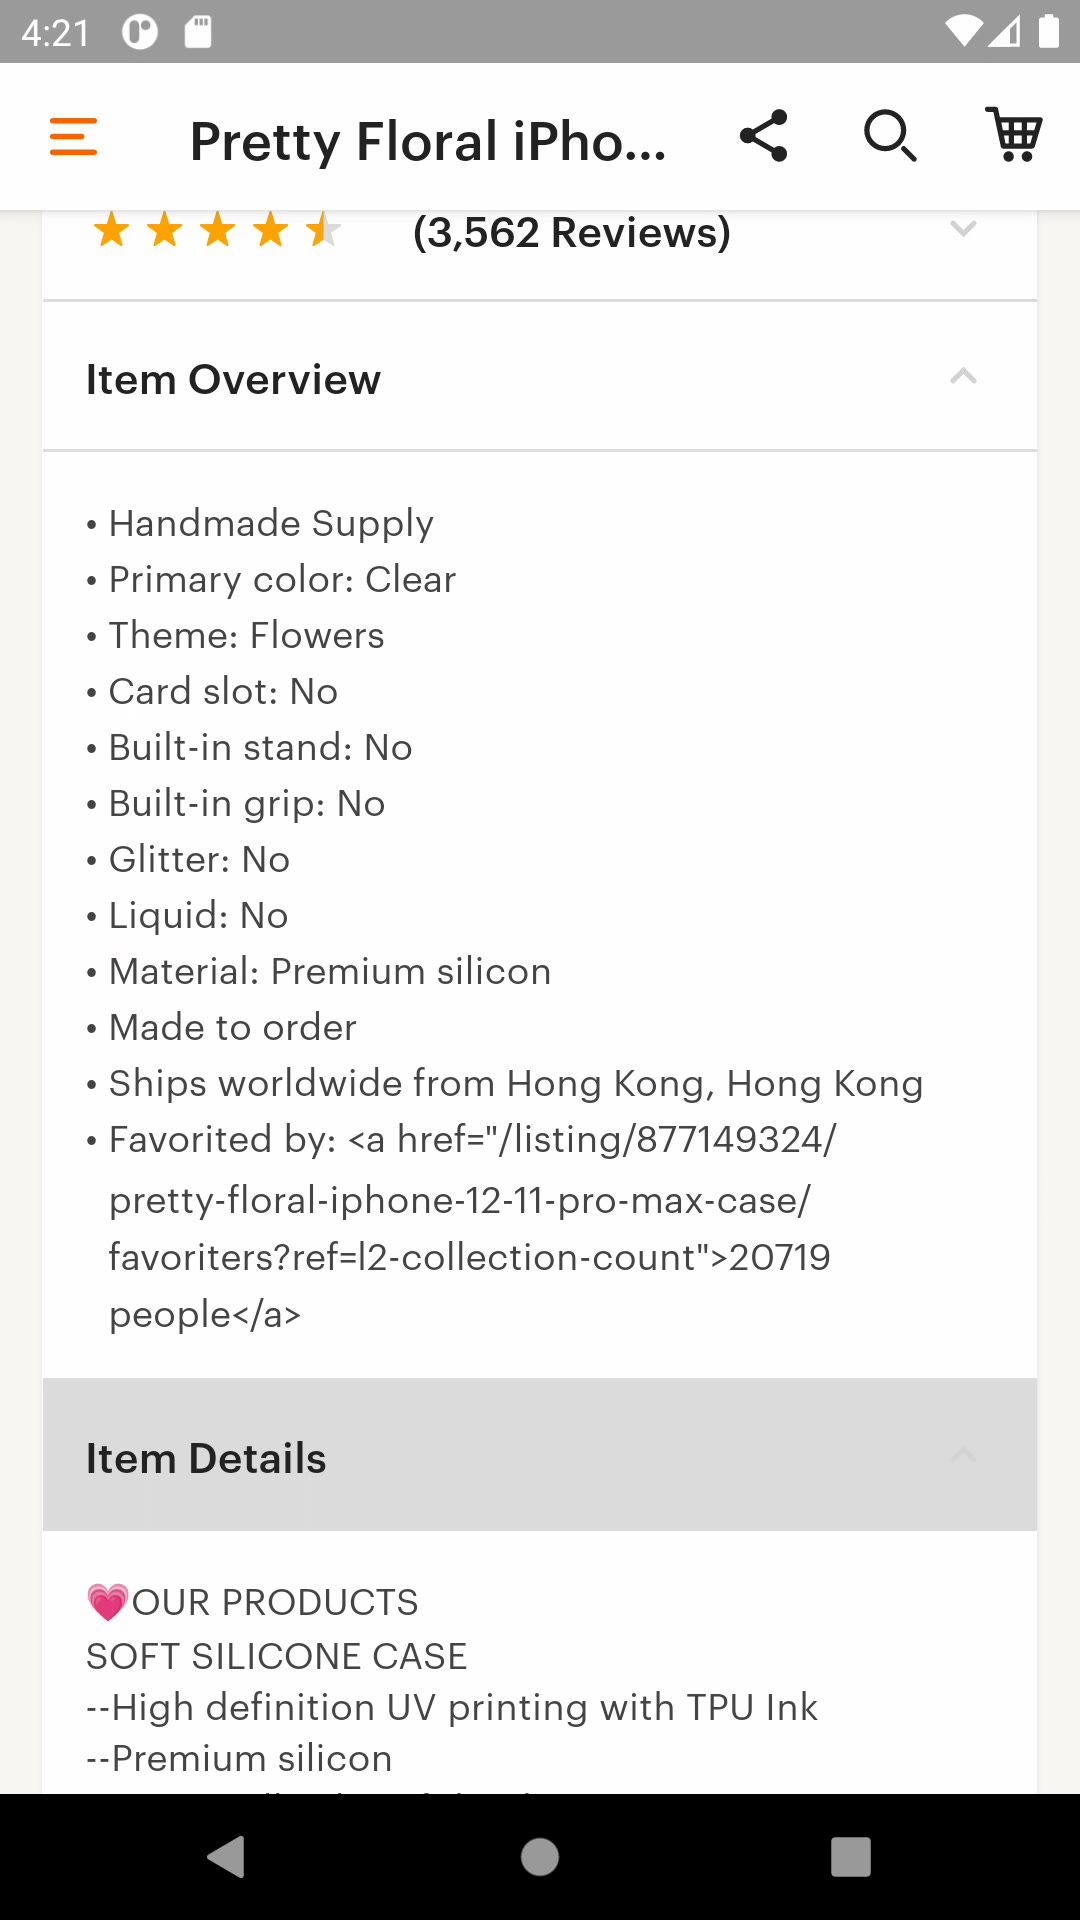 4:21
Pretty Floral iPho...
(3,562 Reviews)
Item Overview
• Handmade Supply
• Primary color: Clear
• Theme: Flowers
• Card slot: No
• Built-in stand: No
• Built-in grip: No
• Glitter: No
• Liquid: No
• Material: Premium silicon
• Made to order
• Ships worldwide from Hong Kong, Hong Kong
• Favorited by: <a href="/listing/877149324/
pretty-floral-iphone-12-11-pro-max-case/
favoriters?ref=l2-collection-count">20719
people</a>
Item Details
💗OUR PRODUCTS
SOFT SILICONE CASE
--High definition UV printing with TPU Ink
--Premium silicon